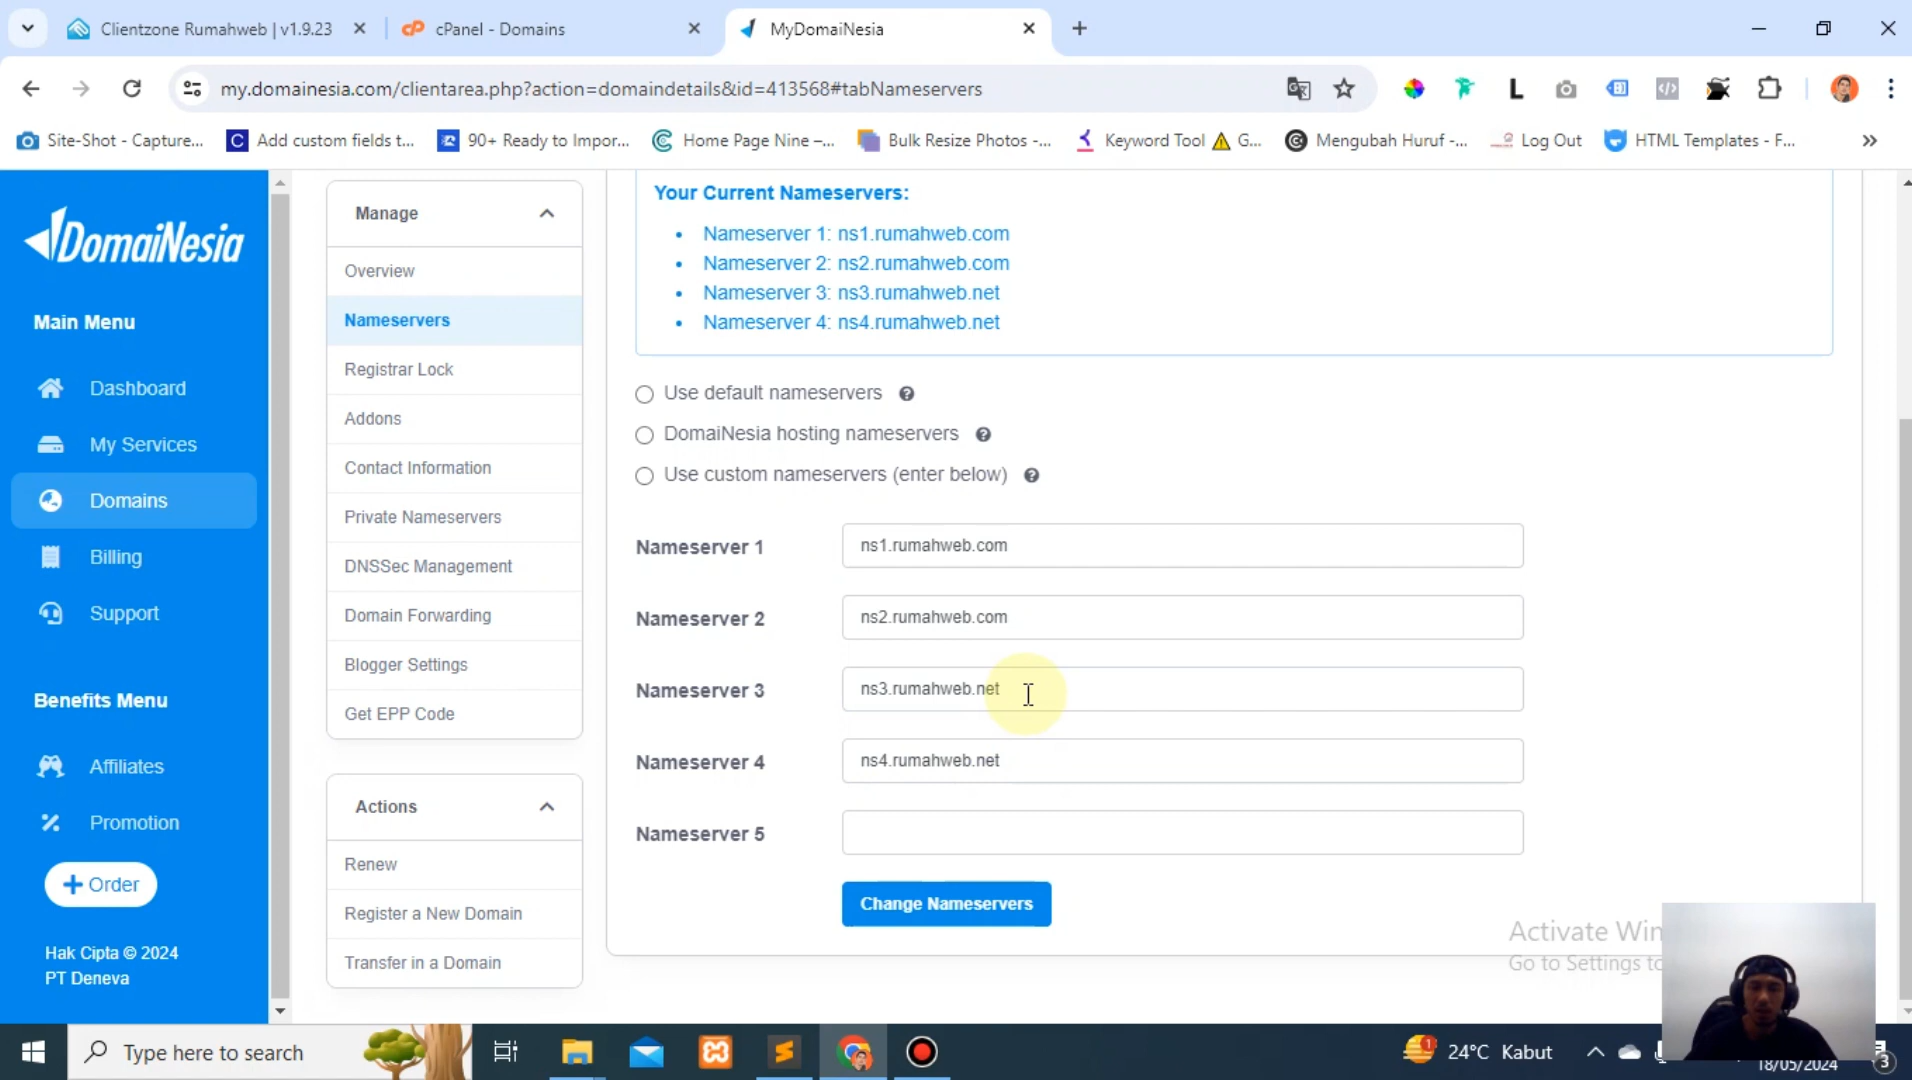 Clientzone Rumahweb | v1.9.23
cPanel - Domains
MyDomaiNesia
my.domainesia.com/clientarea.php?action=domaindetails&id=413568#tabNameservers
Site-Shot - Capture...
Add custom fields t...
90+ Ready to Impor...
Home Page Nine –...
Bulk Resize Photos -...
Keyword Tool ⚠ G...
Mengubah Huruf -...
Log Out
HTML Templates - F...
DomaiNesia
Main Menu
Dashboard
My Services
Domains
Billing
Support
Benefits Menu
Affiliates
Promotion
+ Order
Hak Cipta © 2024
PT Deneva
Manage
Overview
Nameservers
Registrar Lock
Addons
Contact Information
Private Nameservers
DNSSec Management
Domain Forwarding
Blogger Settings
Get EPP Code
Actions
Renew
Register a New Domain
Transfer in a Domain
Your Current Nameservers:
• Nameserver 1: ns1.rumahweb.com
• Nameserver 2: ns2.rumahweb.com
• Nameserver 3: ns3.rumahweb.net
• Nameserver 4: ns4.rumahweb.net
Use default nameservers
DomaiNesia hosting nameservers
Use custom nameservers (enter below)
Nameserver 1 ns1.rumahweb.com
Nameserver 2 ns2.rumahweb.com
Nameserver 3 ns3.rumahweb.net
Nameserver 4 ns4.rumahweb.net
Nameserver 5
Change Nameservers
Activate Win
Go to Settings to
Type here to search
24°C Kabut
18/05/2024
3